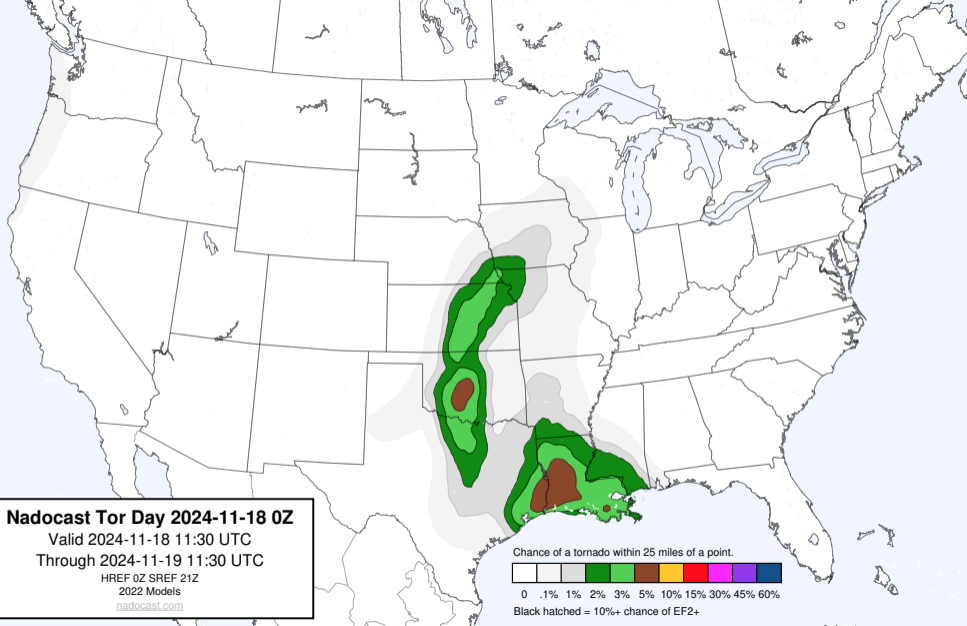 Nadocast Tor Day 2024-11-18 0Z
Valid 2024-11-18 11:30 UTC
Through 2024-11-19 11:30 UTC
HREF 0Z SREF 21Z
2022 Models
nadocast.com
Chance of a tornado within 25 miles of a point.
0 .1% 1% 2% 3% 5% 10% 15% 30% 45% 60%
Black hatched = 10%+ chance of EF2+